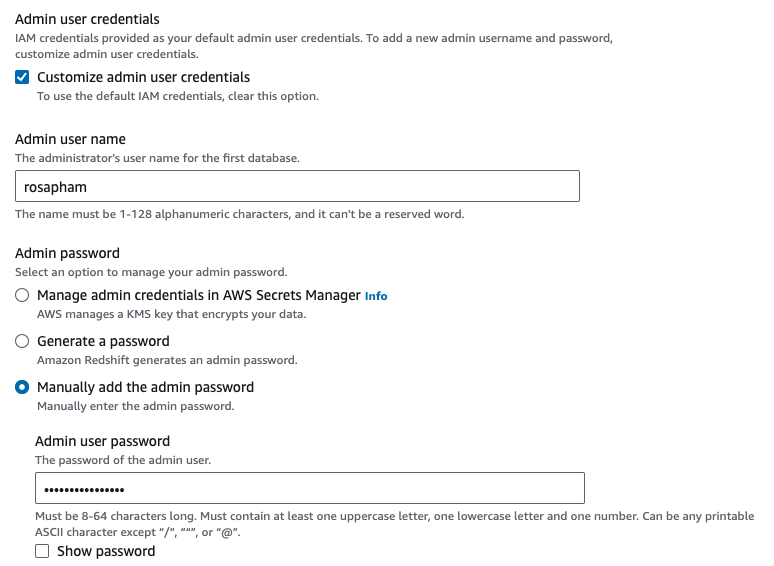 Admin user credentials
IAM credentials provided as your default admin user credentials. To add a new admin username and password,
customize admin user credentials.
Customize admin user credentials
To use the default IAM credentials, clear this option.
Admin user name
The administrator's user name for the first database.
rosapham
The name must be 1-128 alphanumeric characters, and it can't be a reserved word.
Admin password
Select an option to manage your admin password.
Manage admin credentials in AWS Secrets Manager Info
AWS manages a KMS key that encrypts your data.
Generate a password
Amazon Redshift generates an admin password.
Manually add the admin password
Manually enter the admin password.
Admin user password
The password of the admin user.
••••••••••••••••
Must be 8-64 characters long. Must contain at least one uppercase letter, one lowercase letter and one number. Can be any printable
ASCII character except “/”, “““, or “@”.
Show password